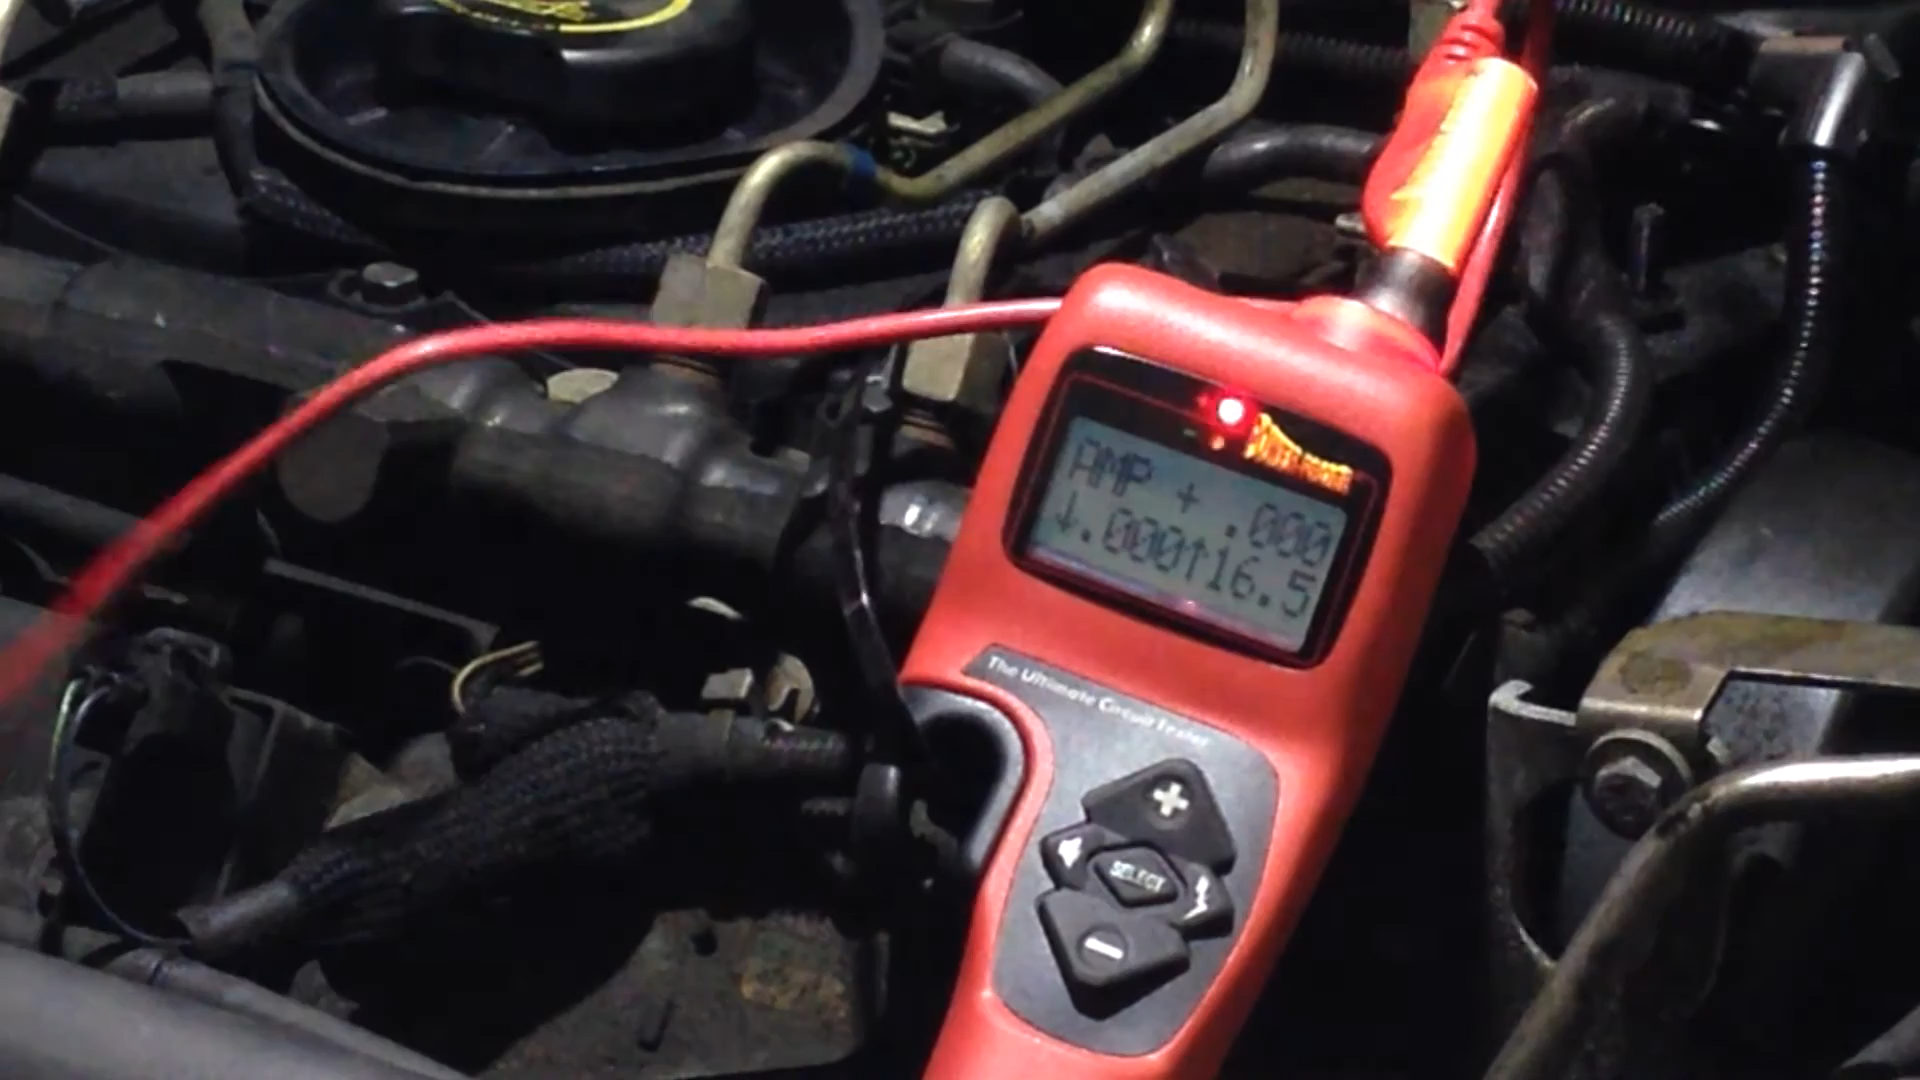 AMP + .000
↓.000↑16.5
The Ultimate Circuit Tester
+
SELECT
−